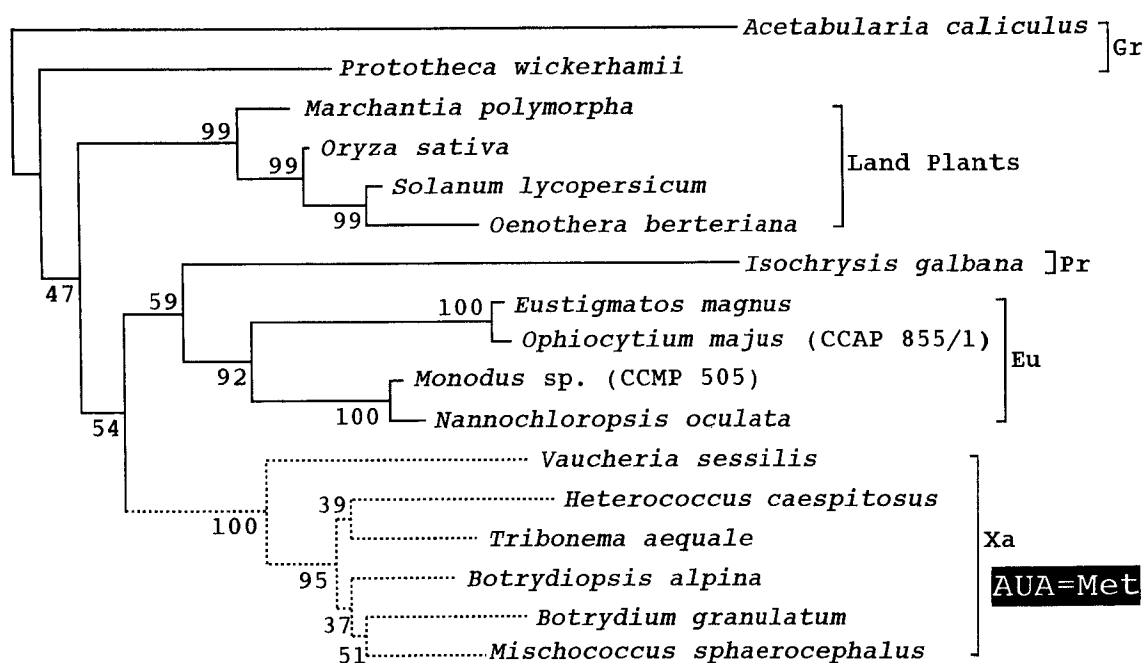 Acetabularia caliculus
Gr
Prototheca wickerhamii
Marchantia polymorpha
99
Oryza sativa
99
Land Plants
Solanum lycopersicum
99
Oenothera berteriana
Isochrysis galbana
Pr
47
59
Eustigmatos magnus
100
Ophiocytium majus (CCAP 855/1)
Eu
92
Monodus sp. (CCMP 505)
100
Nannochloropsis oculata
54
Vaucheria sessilis
Heterococcus caespitosus
39
100
Tribonema aequale
Xa
95
Botrydiopsis alpina
AUA=Met
Botrydium granulatum
37
Mischococcus sphaerocephalus
51